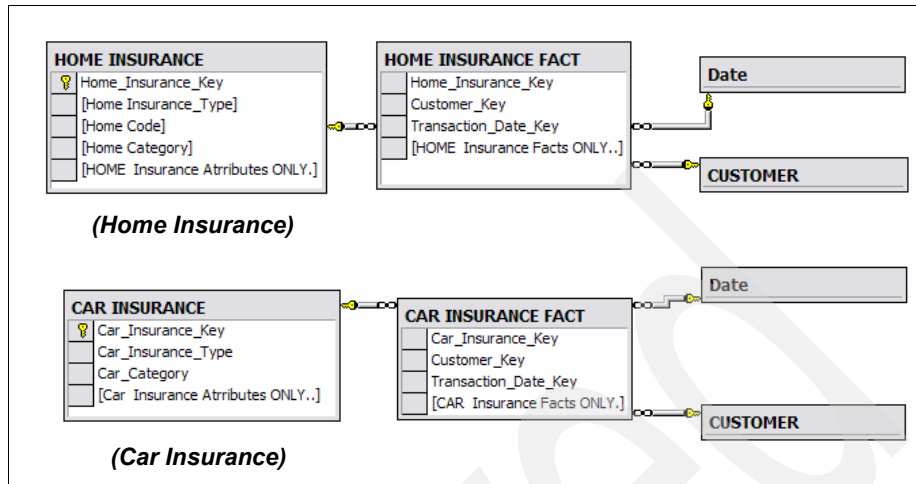 HOME INSURANCE
Home_Insurance_Key
[Home Insurance_Type]
[Home Code]
[Home Category]
[HOME Insurance Atrributes ONLY.]
HOME INSURANCE FACT
Home_Insurance_Key
Customer_Key
Transaction_Date_Key
[HOME Insurance Facts ONLY..]
Date
CUSTOMER
(Home Insurance)
CAR INSURANCE
Car_Insurance_Key
Car_Insurance_Type
Car_Category
[Car Insurance Atrributes ONLY..]
CAR INSURANCE FACT
Car_Insurance_Key
Customer_Key
Transaction_Date_Key
[CAR Insurance Facts ONLY.]
Date
CUSTOMER
(Car Insurance)